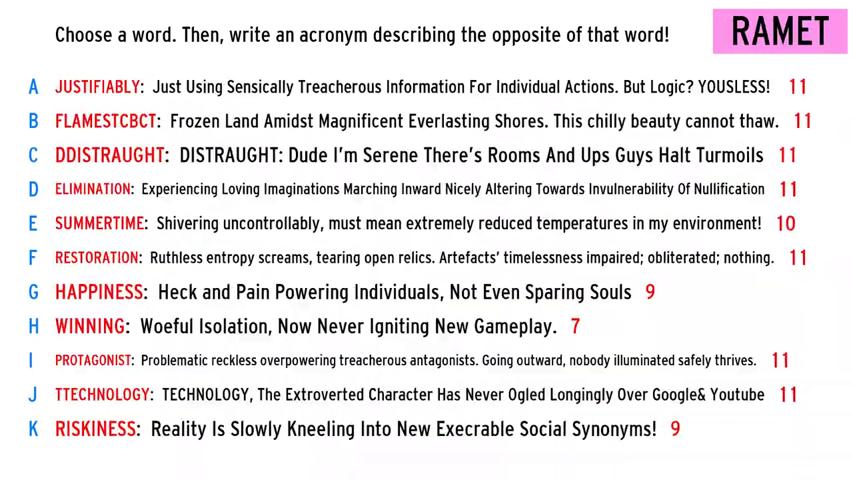 Choose a word. Then, write an acronym describing the opposite of that word!
RAMET
A JUSTIFIABLY: Just Using Sensically Treacherous Information For Individual Actions. But Logic? YOUSLESS! 11
B FLAMESTCBCT: Frozen Land Amidst Magnificent Everlasting Shores. This chilly beauty cannot thaw. 11
C DDISTRAUGHT: DISTRAUGHT: Dude I'm Serene There's Rooms And Ups Guys Halt Turmoils 11
D ELIMINATION: Experiencing Loving Imaginations Marching Inward Nicely Altering Towards Invulnerability Of Nullification 11
E SUMMERTIME: Shivering uncontrollably, must mean extremely reduced temperatures in my environment! 10
F RESTORATION: Ruthless entropy screams, tearing open relics. Artefacts' timelessness impaired; obliterated; nothing. 11
G HAPPINESS: Heck and Pain Powering Individuals, Not Even Sparing Souls 9
H WINNING: Woeful Isolation, Now Never Igniting New Gameplay. 7
I PROTAGONIST: Problematic reckless overpowering treacherous antagonists. Going outward, nobody illuminated safely thrives. 11
J TTECHNOLOGY: TECHNOLOGY, The Extroverted Character Has Never Ogled Longingly Over Google& Youtube 11
K RISKINESS: Reality Is Slowly Kneeling Into New Execrable Social Synonyms! 9